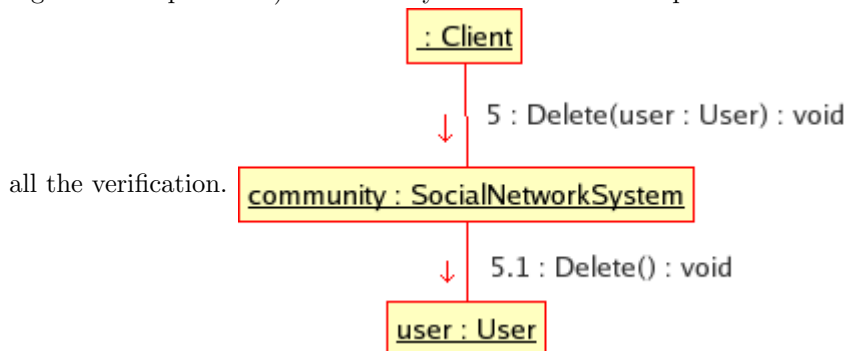 : Client
5 : Delete(user : User) : void
all the verification.
community : SocialNetworkSystem
5.1 : Delete() : void
user : User